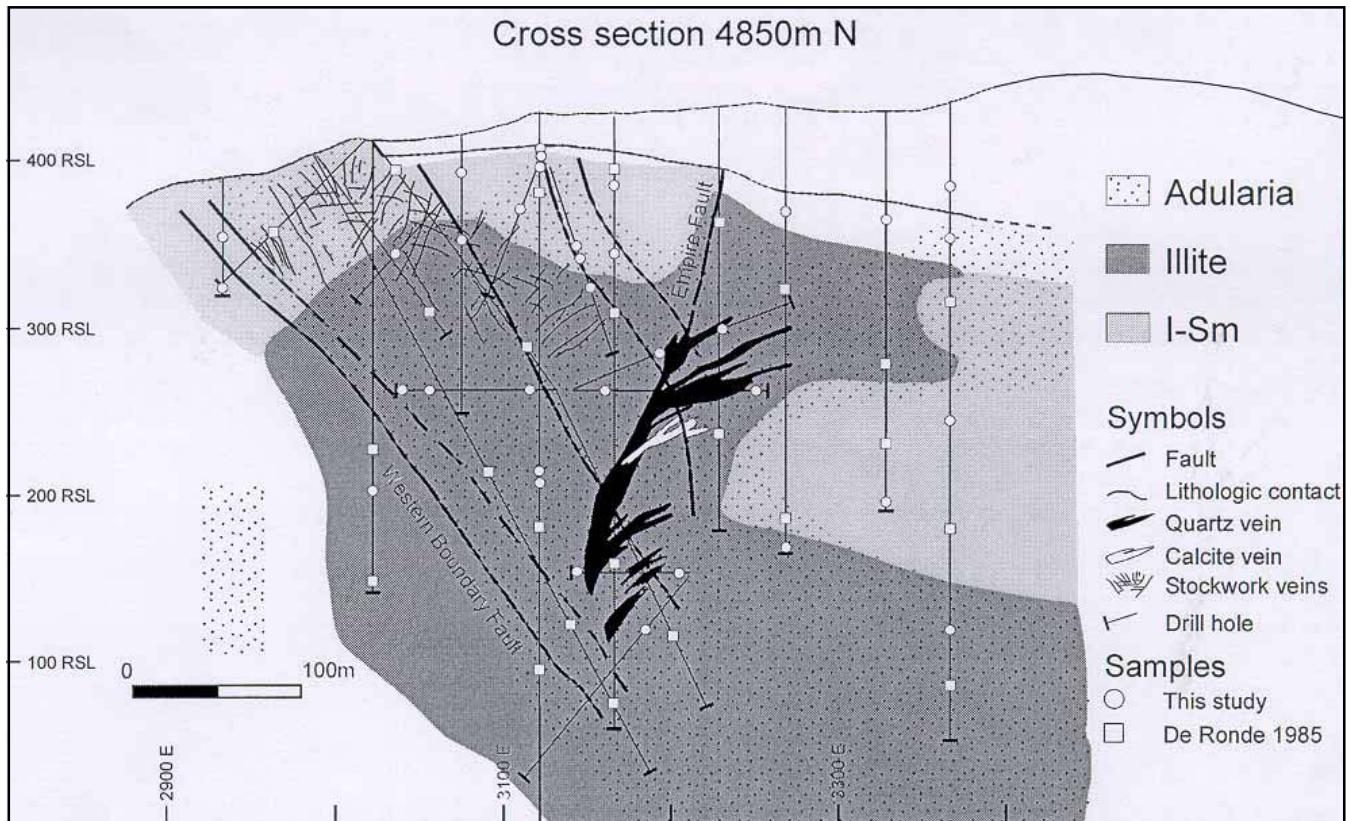 Cross section 4850m N
400 RSL
300 RSL
200 RSL
100 RSL
0 100m
2900 E
3100 E
3300 E
Western Boundary Fault
Empire Fault
Adularia
Illite
I-Sm
Symbols
Fault
Lithologic contact
Quartz vein
Calcite vein
Stockwork veins
Drill hole
Samples
This study
De Ronde 1985